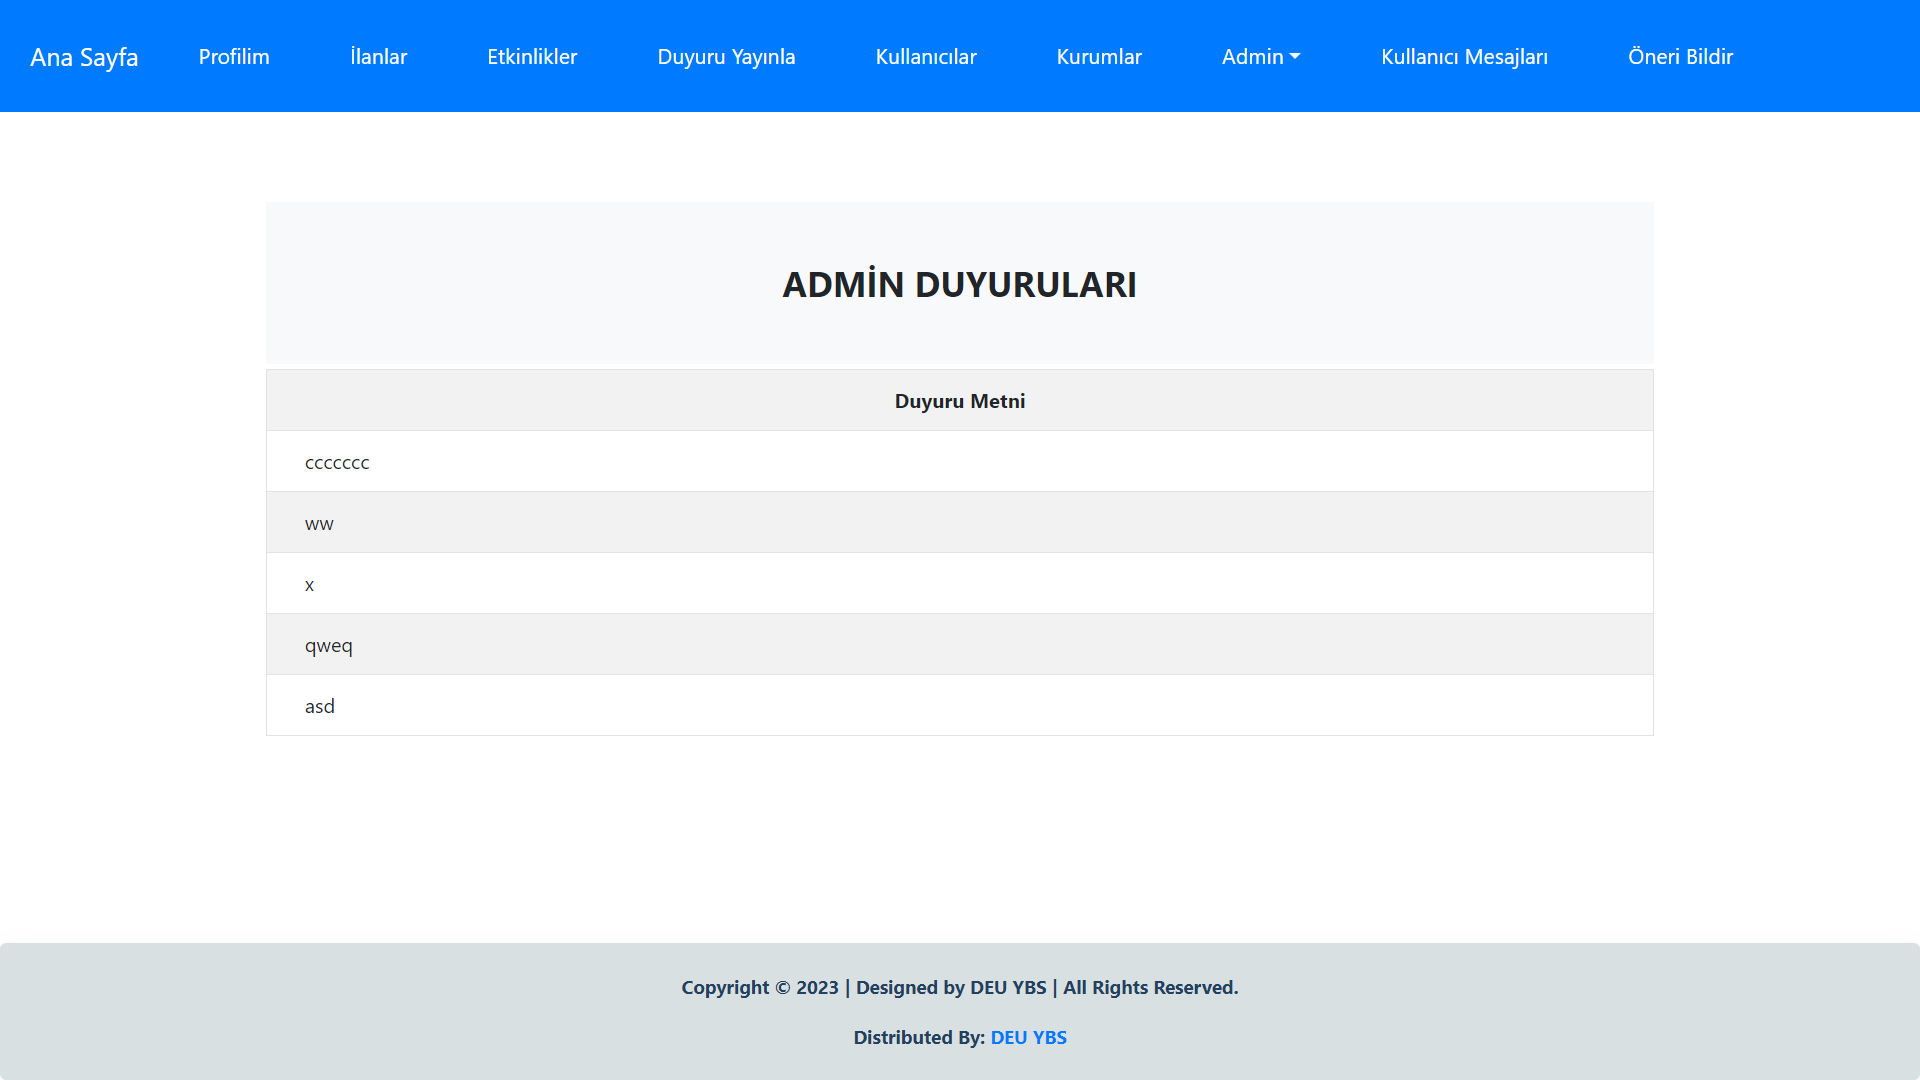 Ana Sayfa Profilim İlanlar Etkinlikler Duyuru Yayınla Kullanıcılar Kurumlar Admin Kullanıcı Mesajları Öneri Bildir
ADMİN DUYURULARI
Duyuru Metni
ccccccc
ww
x
qweq
asd
Copyright © 2023 | Designed by DEU YBS | All Rights Reserved.
Distributed By: DEU YBS